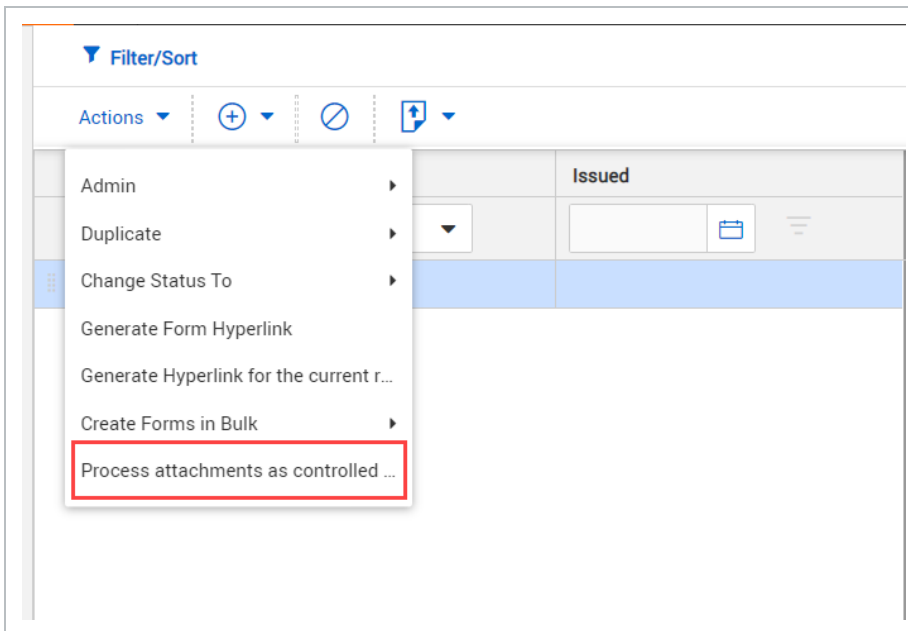 Filter/Sort
Actions
Issued
Admin
Duplicate
Change Status To
Generate Form Hyperlink
Generate Hyperlink for the current r...
Create Forms in Bulk
Process attachments as controlled ...